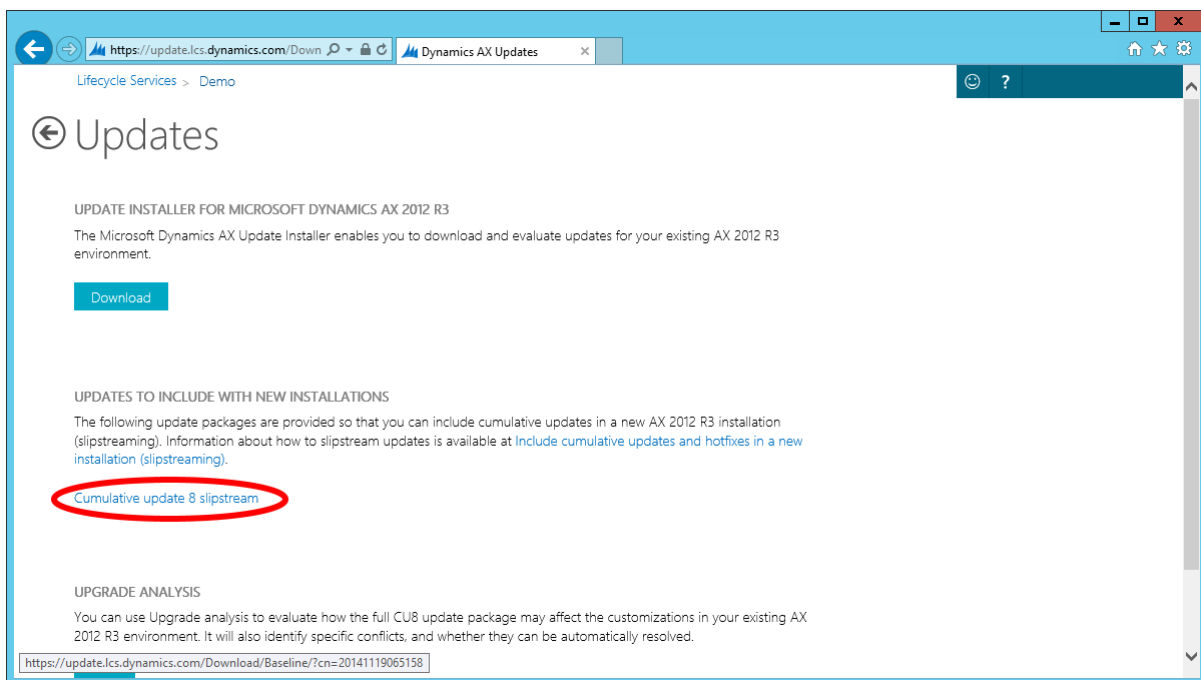 https://update.lcs.dynamics.com/Down
Dynamics AX Updates
Lifecycle Services > Demo
?
Updates
UPDATE INSTALLER FOR MICROSOFT DYNAMICS AX 2012 R3
The Microsoft Dynamics AX Update Installer enables you to download and evaluate updates for your existing AX 2012 R3
environment.
Download
UPDATES TO INCLUDE WITH NEW INSTALLATIONS
The following update packages are provided so that you can include cumulative updates in a new AX 2012 R3 installation
(slipstreaming). Information about how to slipstream updates is available at Include cumulative updates and hotfixes in a new
installation (slipstreaming).
Cumulative update 8 slipstream
UPGRADE ANALYSIS
You can use Upgrade analysis to evaluate how the full CU8 update package may affect the customizations in your existing AX
2012 R3 environment. It will also identify specific conflicts, and whether they can be automatically resolved.
https://update.lcs.dynamics.com/Download/Baseline/?cn=20141119065158